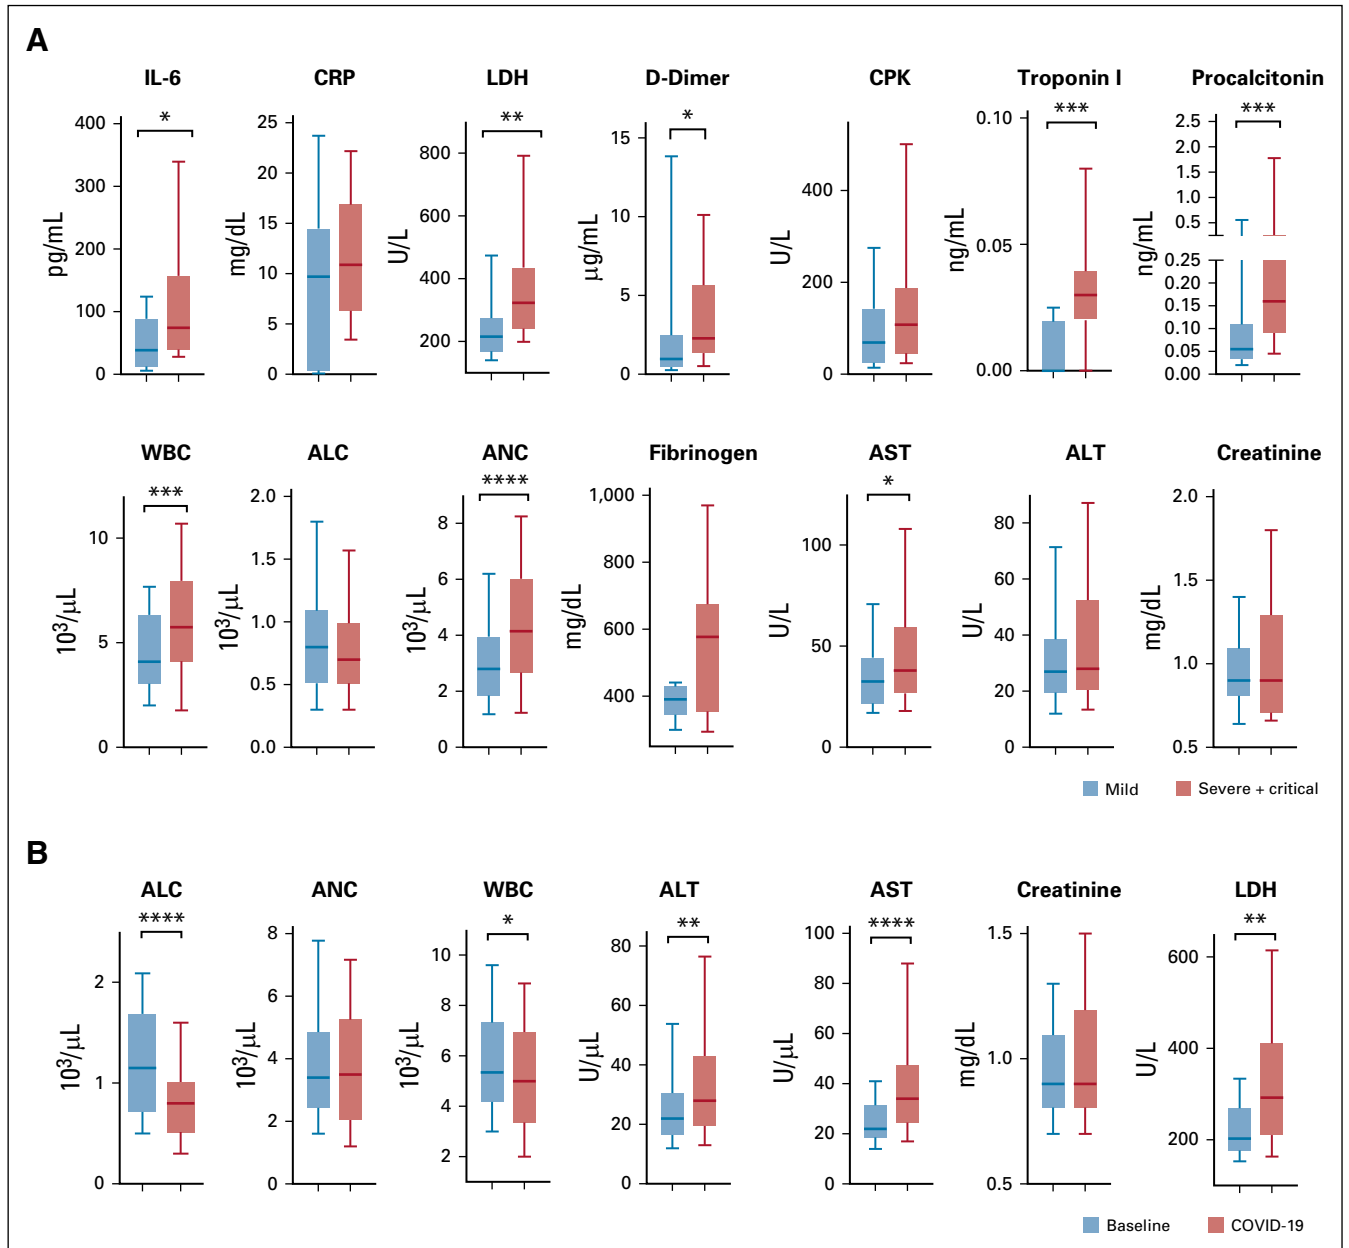 A
IL-6 CRP LDH D-Dimer CPK Troponin I Procalcitonin
* ** * *** ***
pg/mL 400 300 200 100 0
mg/dL 25 20 15 10 5 0
U/L 800 600 400 200
µg/mL 15 10 5 0
U/L 400 200 0
ng/mL 0.10 0.05 0.00
ng/mL 2.5 2.0 1.5 1.0 0.5 0.25 0.20 0.15 0.10 0.05 0.00
WBC ALC ANC Fibrinogen AST ALT Creatinine
*** **** *
10³/µL 10 5 0
10³/µL 2.0 1.5 1.0 0.5 0.0
10³/µL 8 6 4 2 0
mg/dL 1,000 800 600 400
U/L 100 50 0
U/L 80 60 40 20 0
mg/dL 2.0 1.5 1.0 0.5
Mild Severe + critical
B
ALC ANC WBC ALT AST Creatinine LDH
**** * ** **** **
10³/µL 2 1 0
10³/µL 8 6 4 2 0
10³/µL 10 8 6 4 2
U/µL 80 60 40 20 0
U/µL 100 80 60 40 20 0
mg/dL 1.5 1.0 0.5
U/L 600 400 200
Baseline COVID-19